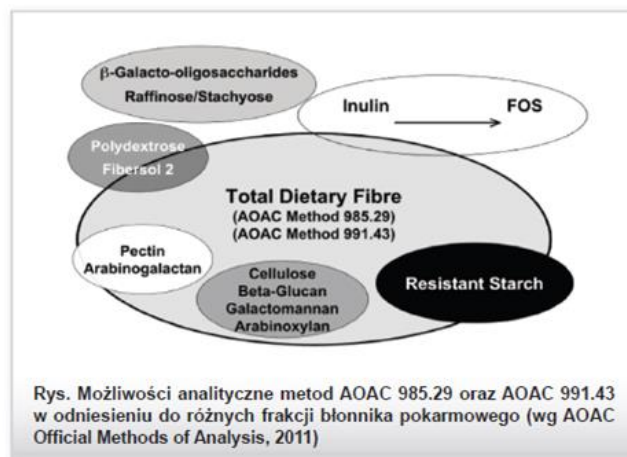 β-Galacto-oligosaccharides
Raffinose/Stachyose
Inulin
FOS
Polydextrose
Fibersol 2
Total Dietary Fibre
(AOAC Method 985.29)
(AOAC Method 991.43)
Pectin
Arabinogalactan
Cellulose
Beta-Glucan
Galactomannan
Arabinoxylan
Resistant Starch
Rys. Możliwości analityczne metod AOAC 985.29 oraz AOAC 991.43
w odniesieniu do różnych frakcji błonnika pokarmowego (wg AOAC
Official Methods of Analysis, 2011)